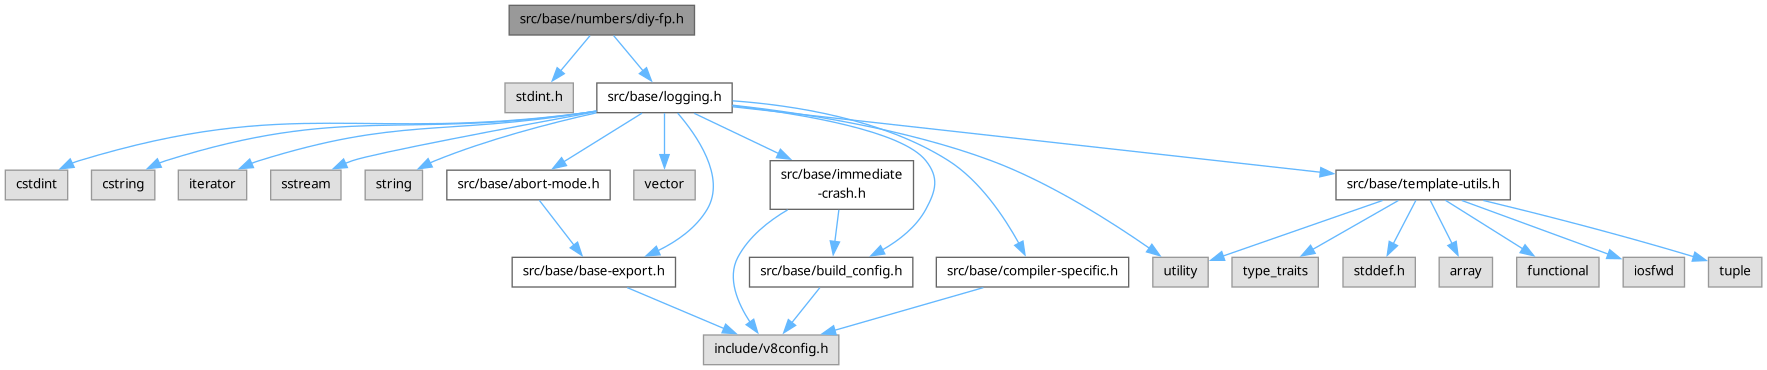 src/base/numbers/diy-fp.h
stdint.h
src/base/logging.h
cstdint
cstring
iterator
sstream
string
src/base/abort-mode.h
vector
src/base/immediate
-crash.h
src/base/template-utils.h
src/base/base-export.h
src/base/build_config.h
src/base/compiler-specific.h
utility
type_traits
stddef.h
array
functional
iosfwd
tuple
include/v8config.h